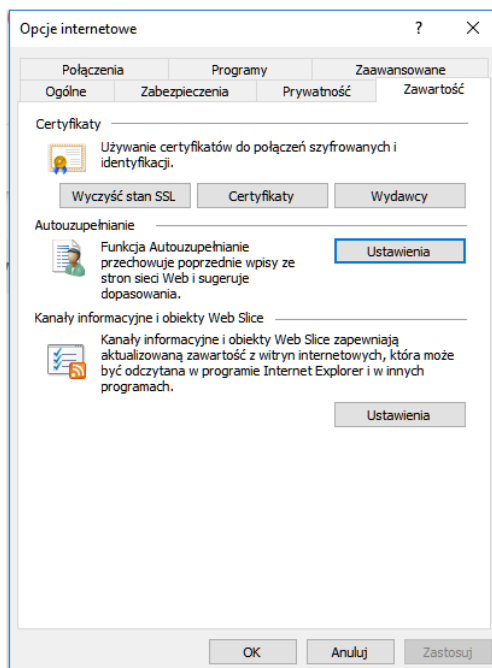 Opcje internetowe
Połączenia Programy Zaawansowane
Ogólne Zabezpieczenia Prywatność Zawartość
Certyfikaty
Używanie certyfikatów do połączeń szyfrowanych i
identyfikacji.
Wyczyść stan SSL Certyfikaty Wydawcy
Autouzupełnianie
Funkcja Autouzupełnianie
przechowuje poprzednie wpisy ze
stron sieci Web i sugeruje
dopasowania.
Ustawienia
Kanały informacyjne i obiekty Web Slice
Kanały informacyjne i obiekty Web Slice zapewniają
aktualizowaną zawartość z witryn internetowych, która może
być odczytana w programie Internet Explorer i w innych
programach.
Ustawienia
OK Anuluj Zastosuj